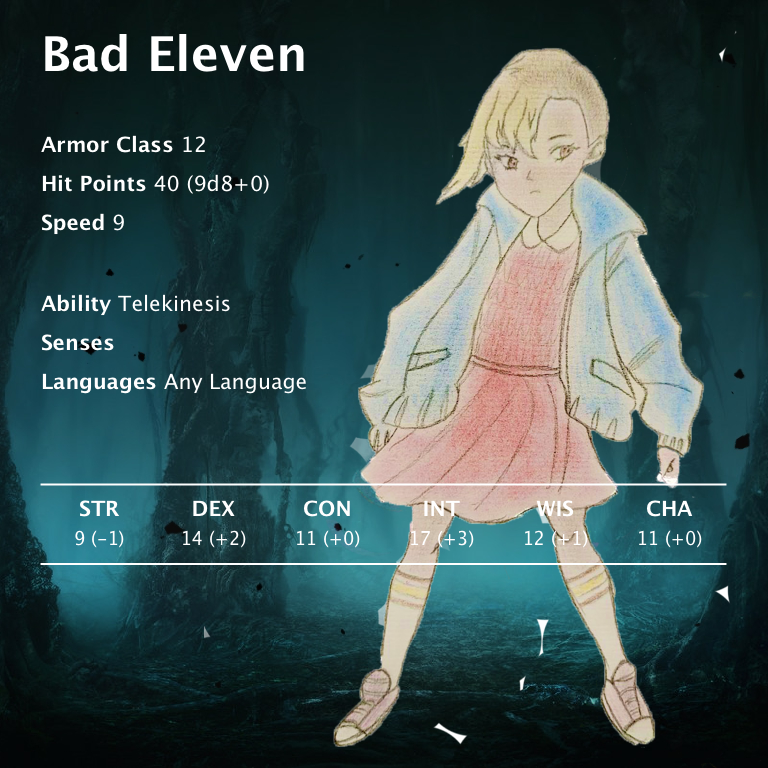 Bad Eleven
Armor Class 12
Hit Points 40 (9d8+0)
Speed 9
Ability Telekinesis
Senses
Languages Any Language
STR DEX CON INT WIS CHA
9 (−1) 14 (+2) 11 (+0) 17 (+3) 12 (+1) 11 (+0)